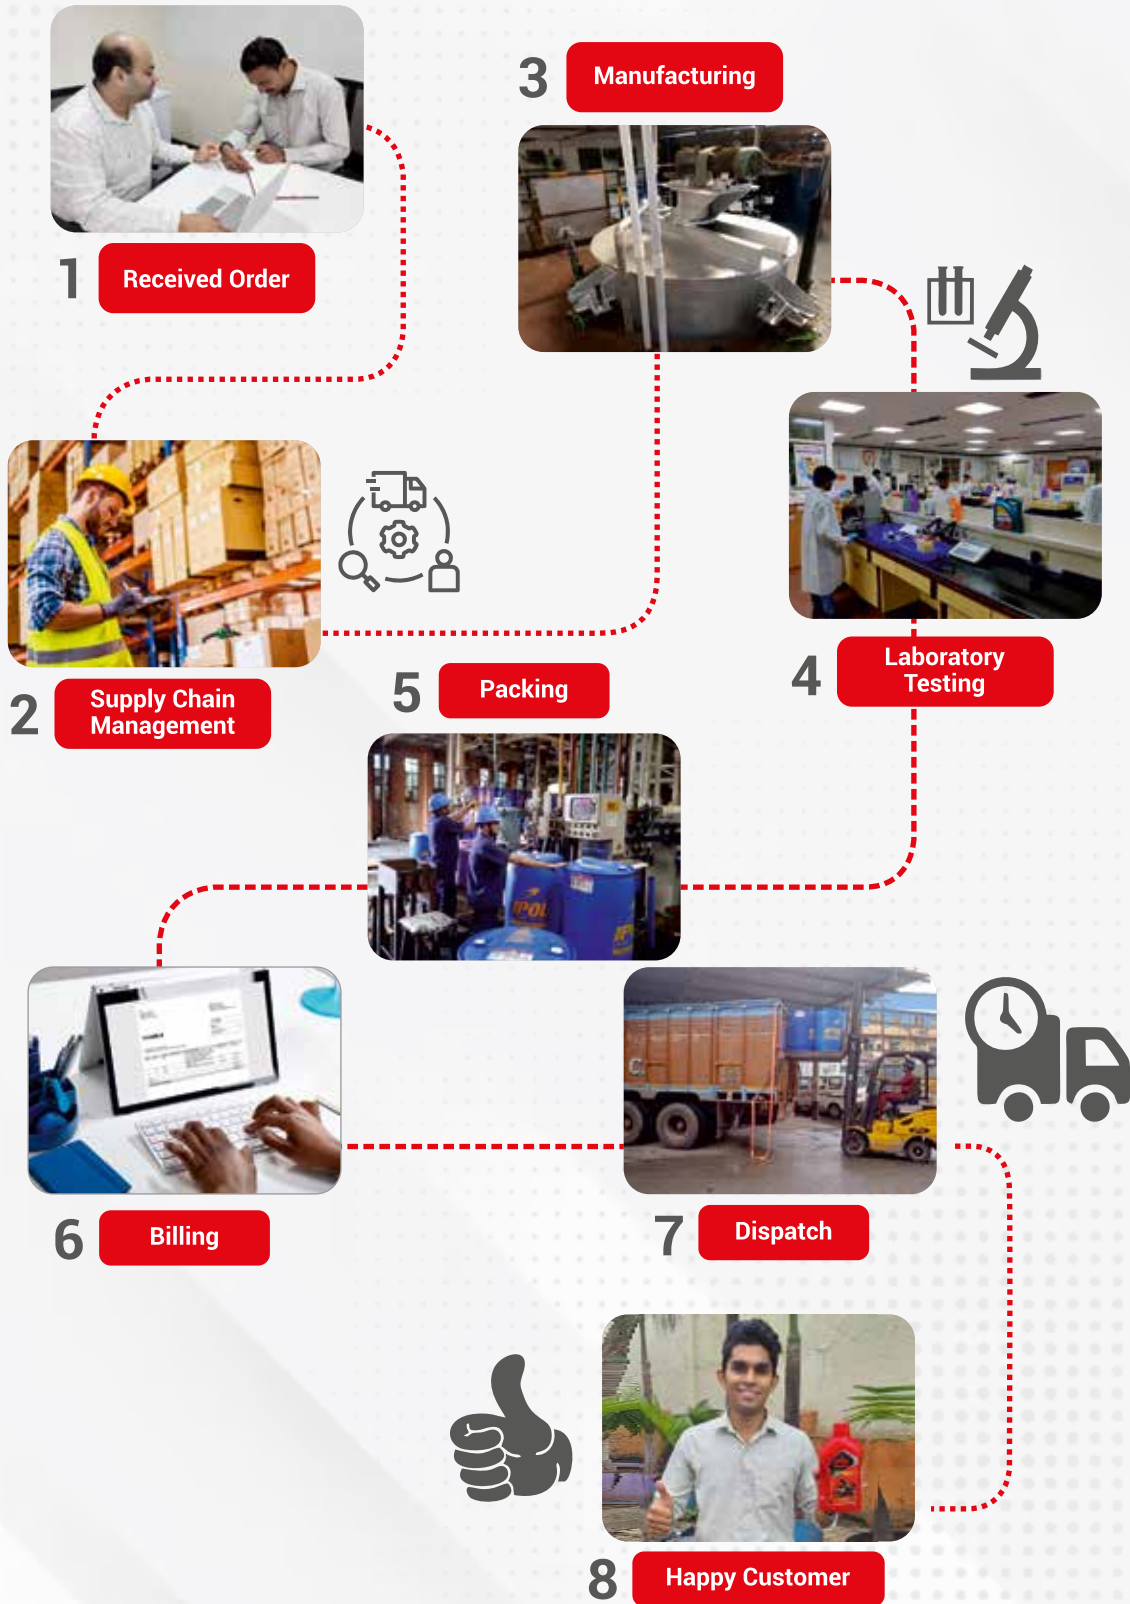 1
Received Order
2
Supply Chain
Management
3
Manufacturing
4
Laboratory
Testing
5
Packing
IPOL
6
Billing
7
Dispatch
8
Happy Customer